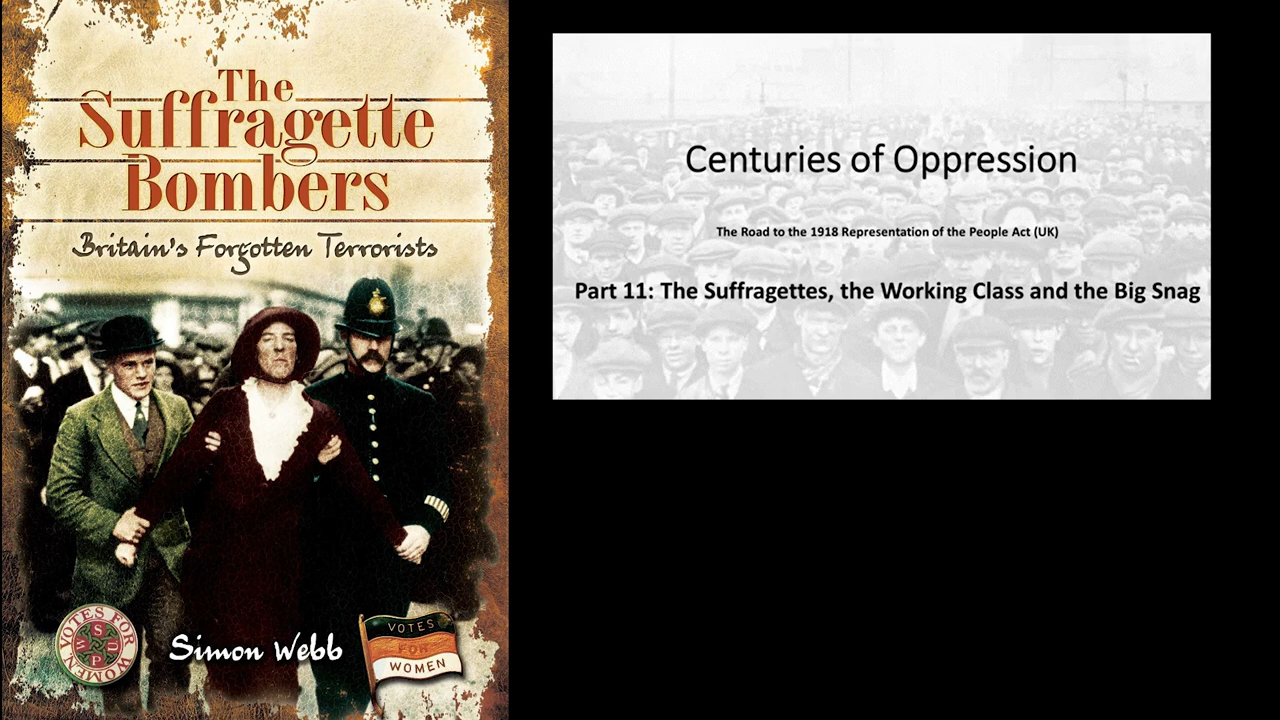 The
Suffragette
Bombers
Britain's Forgotten Terrorists
VOTES FOR WOMEN
WSPU
Simon Webb
VOTES
FOR
WOMEN
Centuries of Oppression
The Road to the 1918 Representation of the People Act (UK)
Part 11: The Suffragettes, the Working Class and the Big Snag